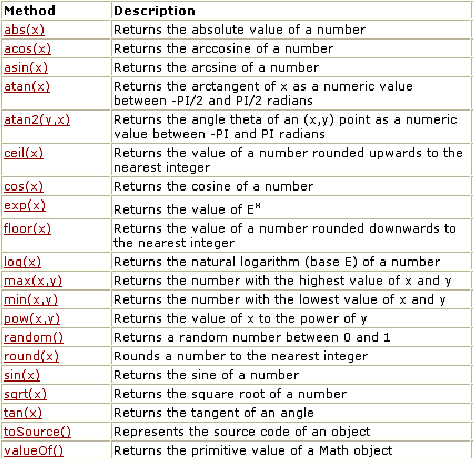 Method Description
abs(x) Returns the absolute value of a number
acos(x) Returns the arccosine of a number
asin(x) Returns the arcsine of a number
atan(x) Returns the arctangent of x as a numeric value
between -PI/2 and PI/2 radians
atan2(y,x) Returns the angle theta of an (x,y) point as a numeric
value between -PI and PI radians
ceil(x) Returns the value of a number rounded upwards to the
nearest integer
cos(x) Returns the cosine of a number
exp(x) Returns the value of Eˣ
floor(x) Returns the value of a number rounded downwards to
the nearest integer
log(x) Returns the natural logarithm (base E) of a number
max(x,y) Returns the number with the highest value of x and y
min(x,y) Returns the number with the lowest value of x and y
pow(x,y) Returns the value of x to the power of y
random() Returns a random number between 0 and 1
round(x) Rounds a number to the nearest integer
sin(x) Returns the sine of a number
sqrt(x) Returns the square root of a number
tan(x) Returns the tangent of an angle
toSource() Represents the source code of an object
valueOf() Returns the primitive value of a Math object